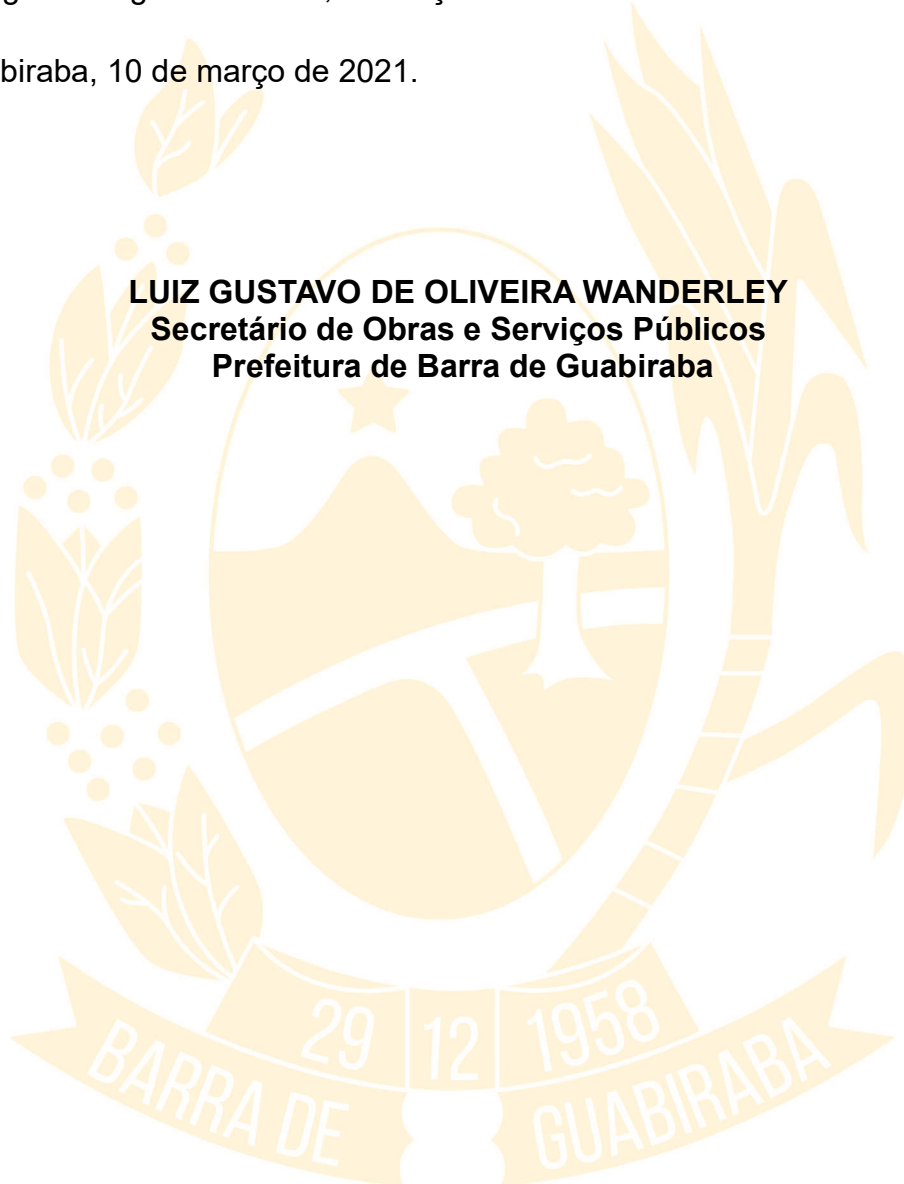 biraba, 10 de março de 2021.
LUIZ GUSTAVO DE OLIVEIRA WANDERLEY
Secretário de Obras e Serviços Públicos
Prefeitura de Barra de Guabiraba
29 12 1958
BARRA DE GUABIRABA